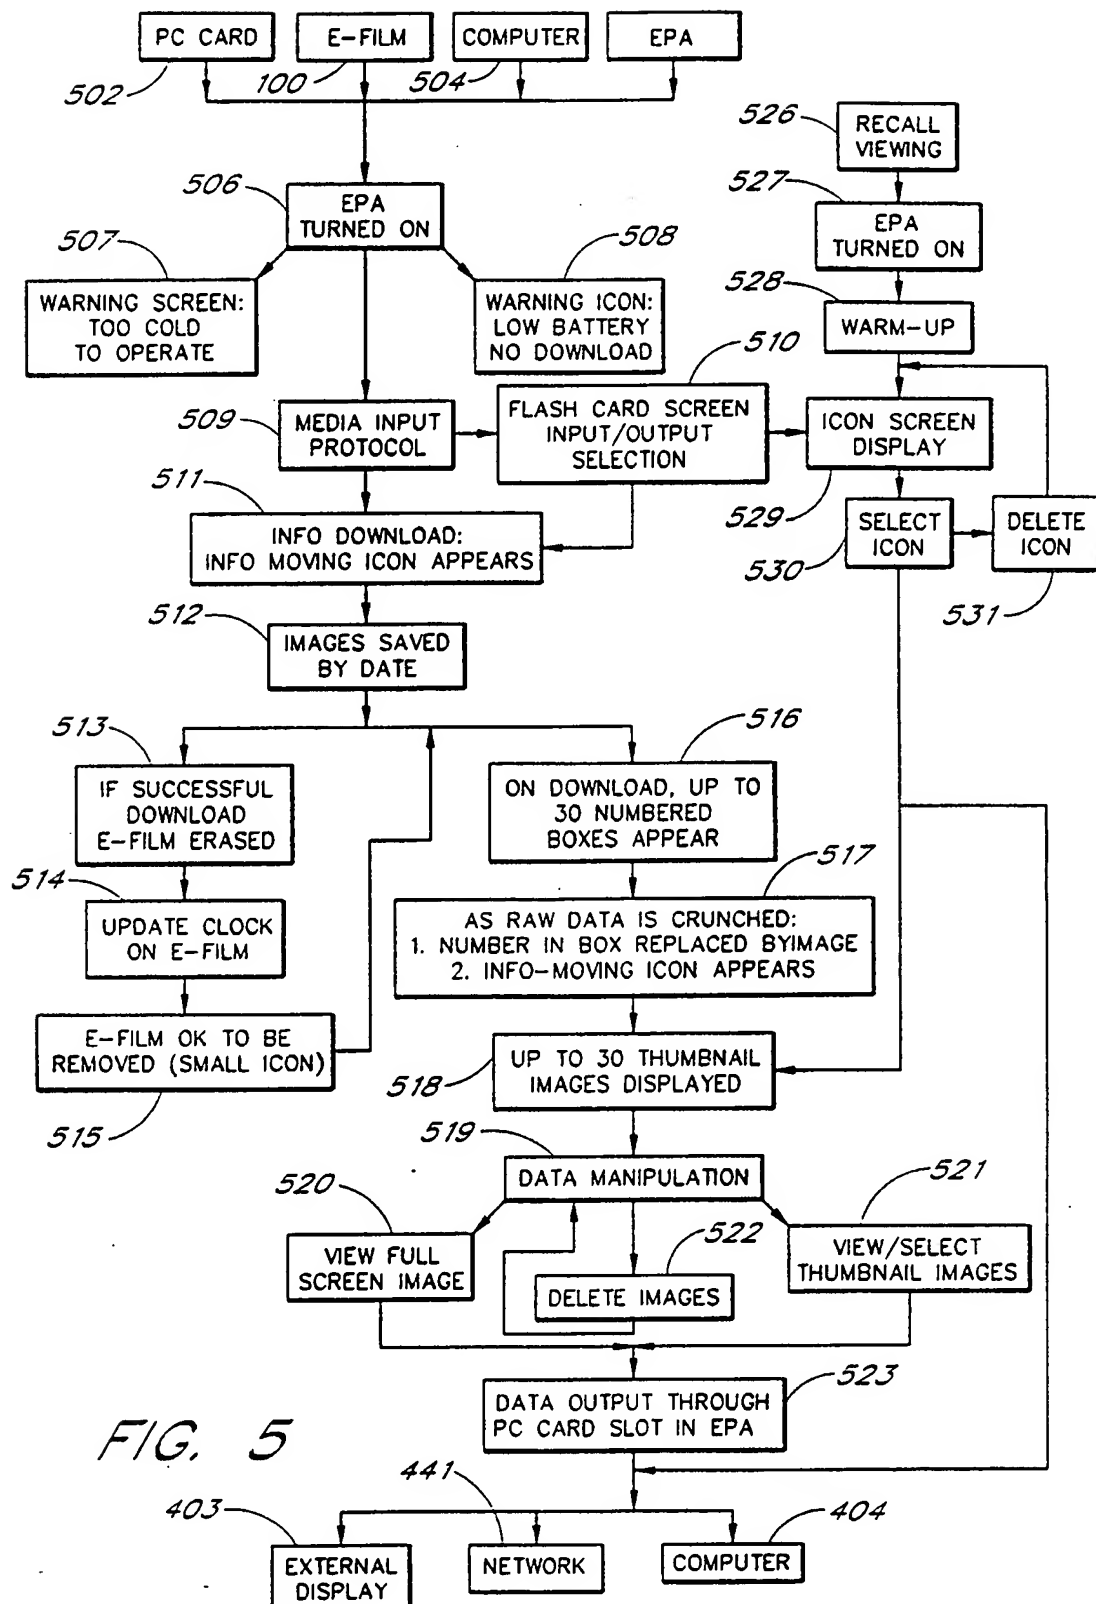 PC CARD
E-FILM
COMPUTER
EPA
502
100
504
526
RECALL
VIEWING
506
EPA
TURNED ON
527
EPA
TURNED ON
507
508
WARNING SCREEN:
TOO COLD
TO OPERATE
WARNING ICON:
LOW BATTERY
NO DOWNLOAD
528
WARM-UP
510
509
MEDIA INPUT
PROTOCOL
FLASH CARD SCREEN
INPUT/OUTPUT
SELECTION
ICON SCREEN
DISPLAY
511
529
INFO DOWNLOAD:
INFO MOVING ICON APPEARS
SELECT
ICON
DELETE
ICON
530
531
512
IMAGES SAVED
BY DATE
513
516
IF SUCCESSFUL
DOWNLOAD
E-FILM ERASED
ON DOWNLOAD, UP TO
30 NUMBERED
BOXES APPEAR
514
517
UPDATE CLOCK
ON E-FILM
AS RAW DATA IS CRUNCHED:
1. NUMBER IN BOX REPLACED BYIMAGE
2. INFO-MOVING ICON APPEARS
E-FILM OK TO BE
REMOVED (SMALL ICON)
515
518
UP TO 30 THUMBNAIL
IMAGES DISPLAYED
519
DATA MANIPULATION
520
521
VIEW FULL
SCREEN IMAGE
522
DELETE IMAGES
VIEW/SELECT
THUMBNAIL IMAGES
523
DATA OUTPUT THROUGH
PC CARD SLOT IN EPA
FIG. 5
441
403
404
EXTERNAL
DISPLAY
NETWORK
COMPUTER